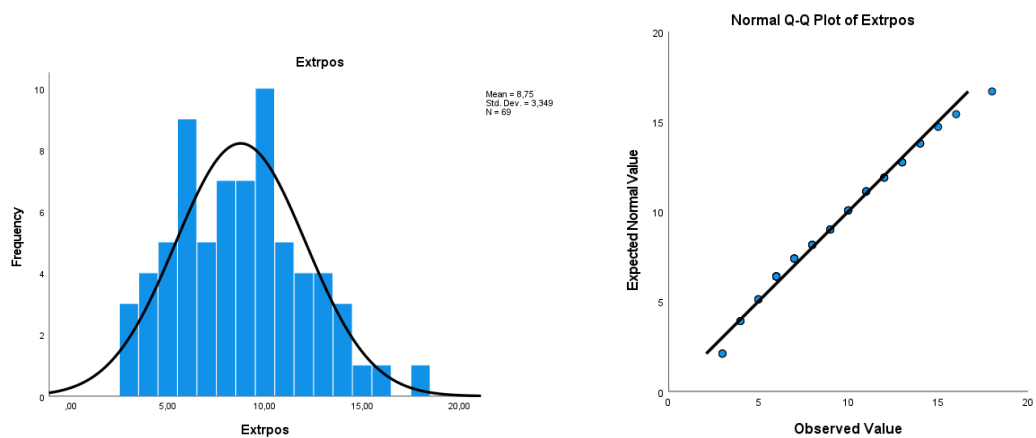 Extrpos
Mean = 8,75
Std. Dev. = 3,349
N = 69
10
8
6
4
2
0
Frequency
,00
5,00
10,00
15,00
20,00
Extrpos
Normal Q-Q Plot of Extrpos
20
15
10
5
0
Expected Normal Value
0
5
10
15
20
Observed Value